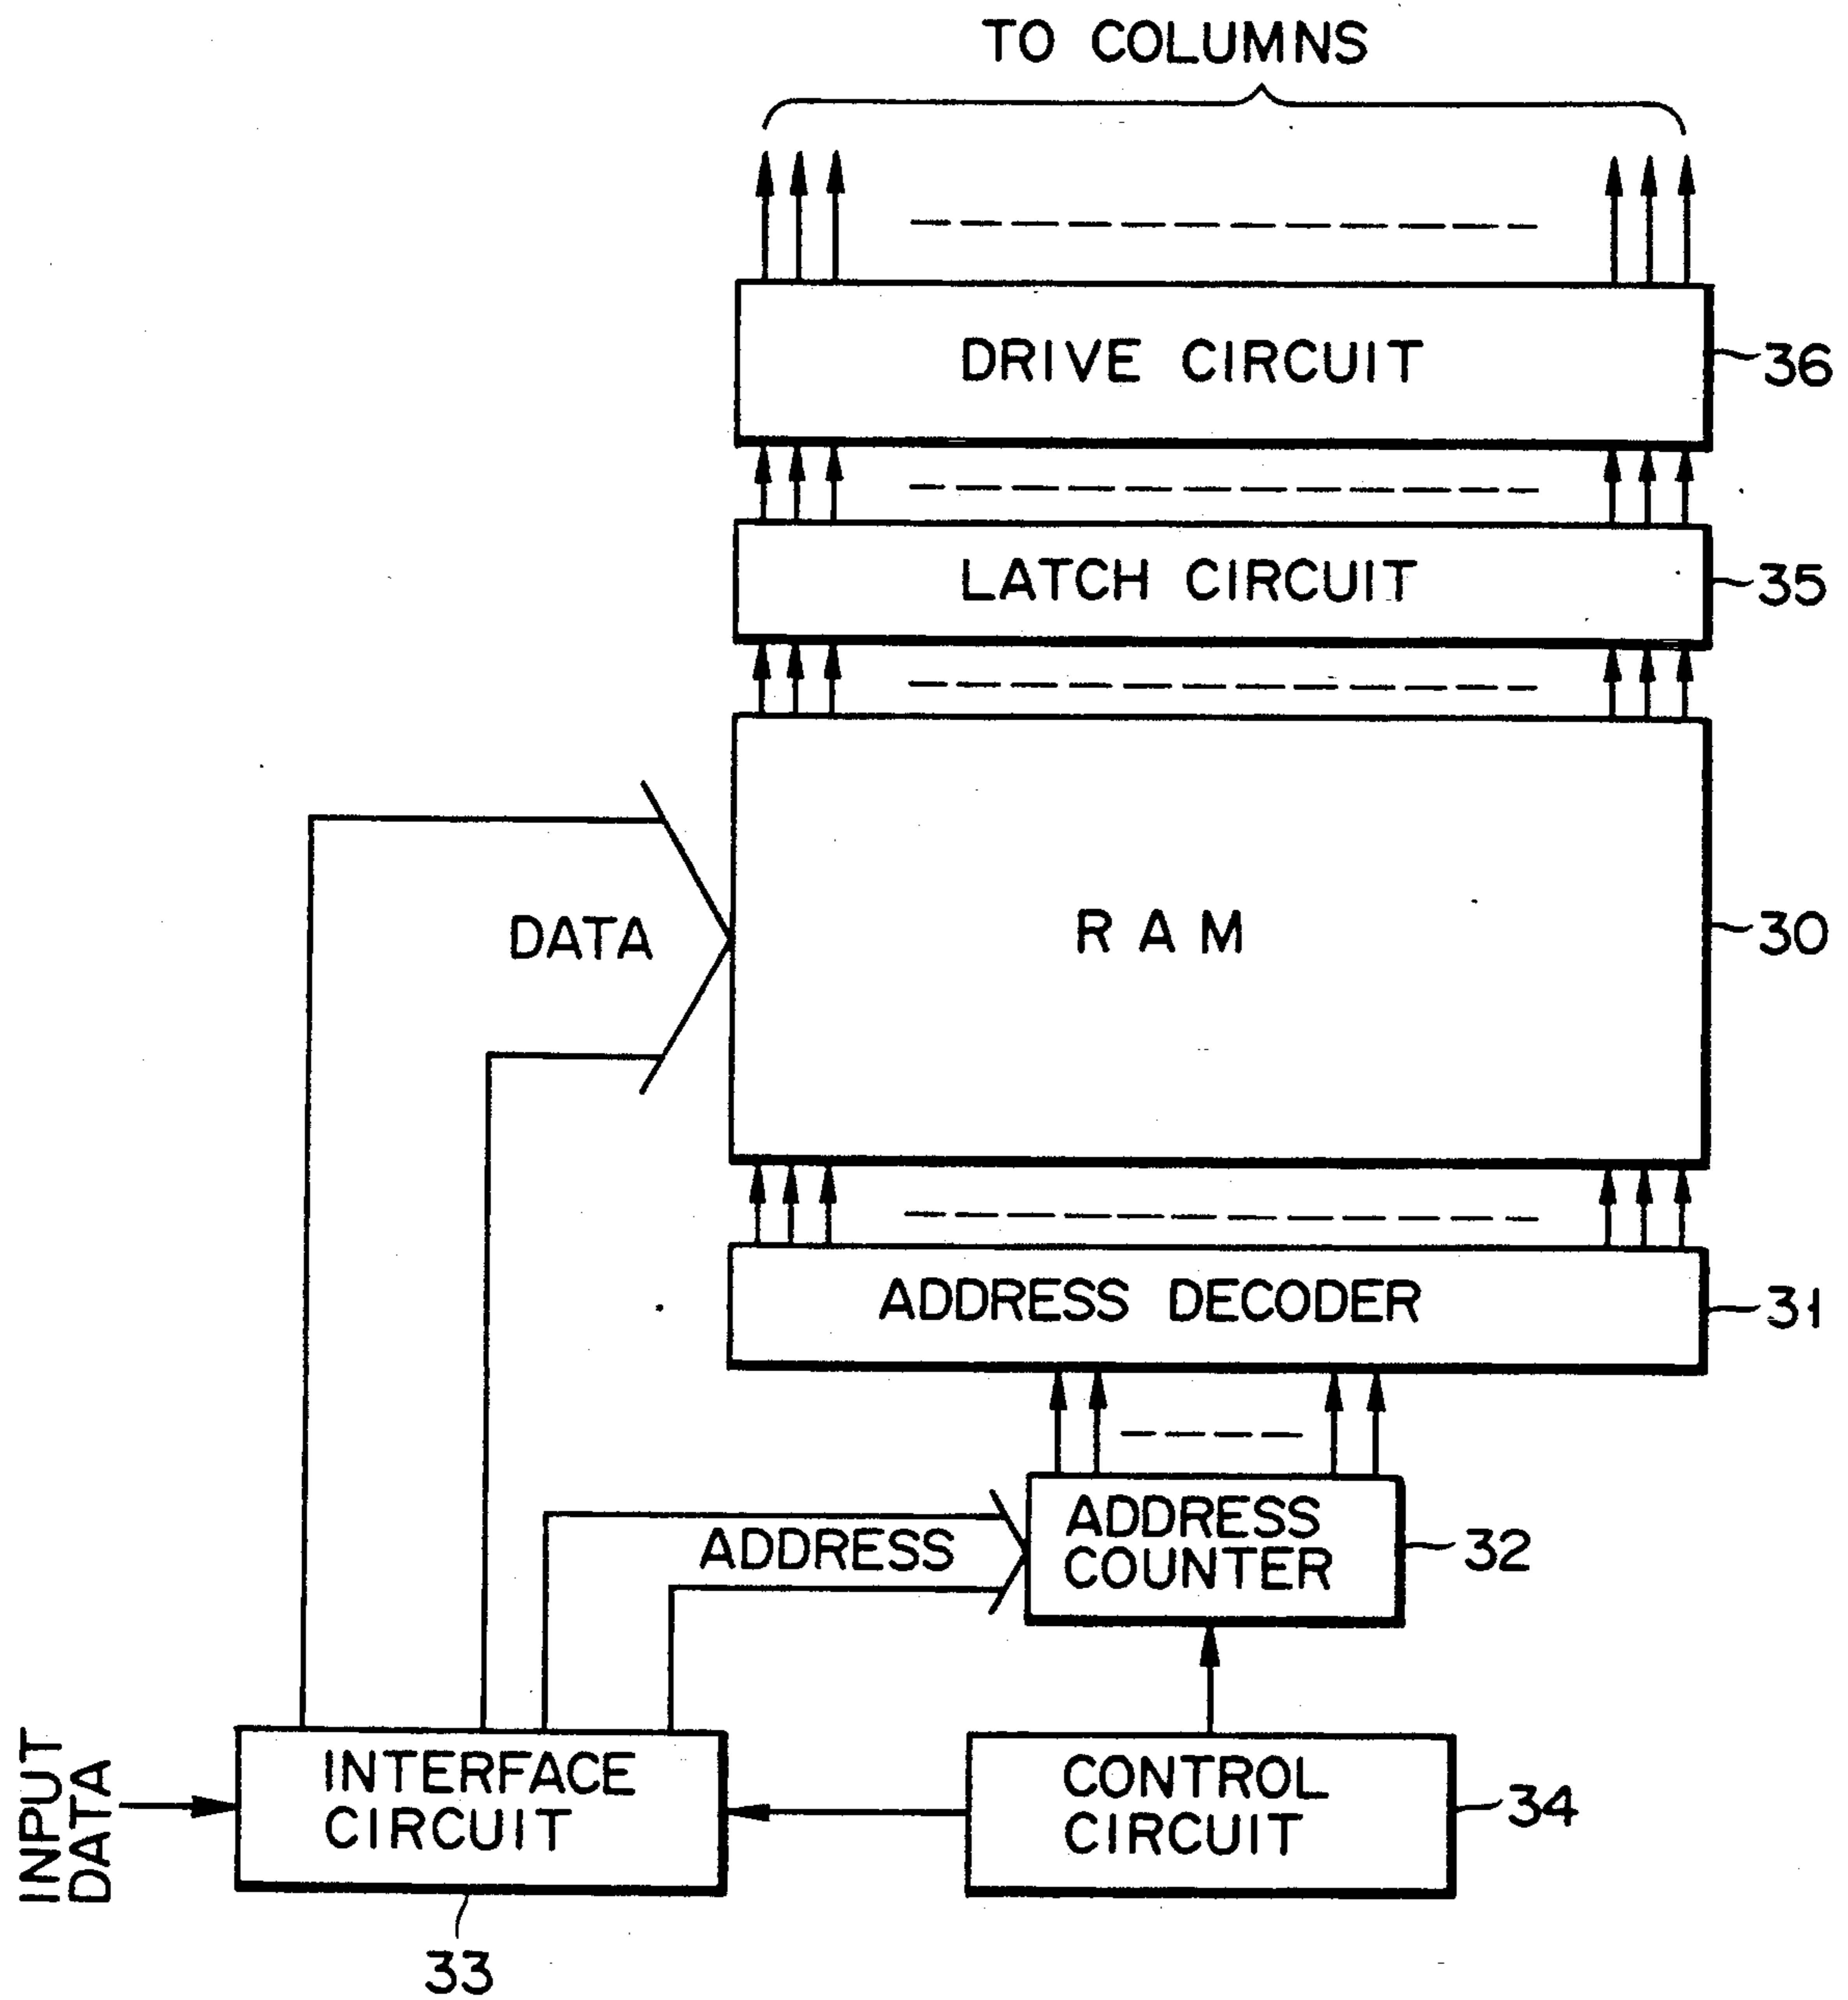 TO COLUMNS
DRIVE CIRCUIT
36
LATCH CIRCUIT
35
DATA
RAM
30
ADDRESS DECODER
31
ADDRESS
ADDRESS
COUNTER
32
INPUT
DATA
INTERFACE
CIRCUIT
33
CONTROL
CIRCUIT
34